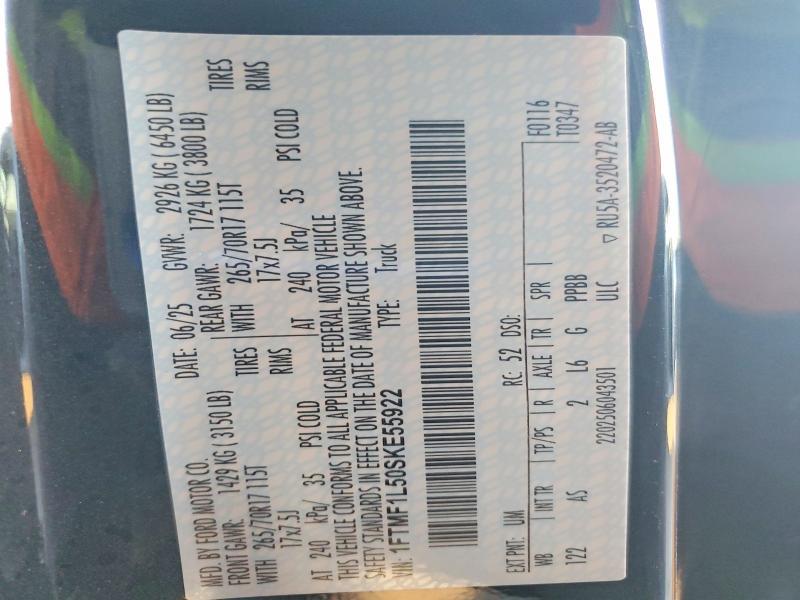 MFD. BY FORD MOTOR CO.
DATE: 06/25 GVWR: 2926 KG ( 6450 LB)
FRONT GAWR: 1429 KG ( 3150 LB) REAR GAWR: 1724 KG ( 3800 LB)
WITH 265/70R17 115T TIRES WITH 265/70R17 115T TIRES
17x7.5J RIMS 17x7.5J RIMS
AT 240 kPa/ 35 PSI COLD AT 240 kPa/ 35 PSI COLD
THIS VEHICLE CONFORMS TO ALL APPLICABLE FEDERAL MOTOR VEHICLE
SAFETY STANDARDS IN EFFECT ON THE DATE OF MANUFACTURE SHOWN ABOVE.
VIN: 1FTMF1L50SKE55922 TYPE: Truck
EXT PNT: UM RC: 52 DSO: F0116
WB INT TR TP/PS R AXLE TR SPR T0347
122 AS 2 L6 G PPBB
2202506043501 ULC ▽ RU5A-3520472-AB